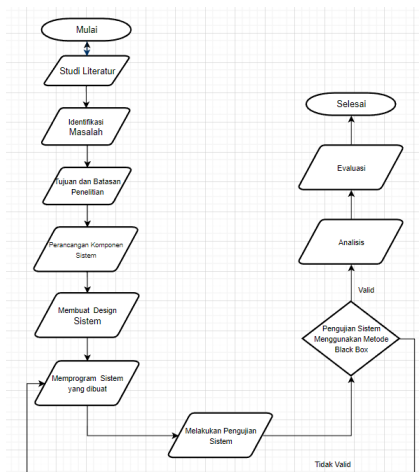 Mulai
Studi Literatur
Identifikasi
Masalah
Tujuan dan Batasan
Penelitian
Perancangan Komponen
Sistem
Membuat Design
Sistem
Memprogram Sistem
yang dibuat
Melakukan Pengujian
Sistem
Pengujian Sistem
Menggunakan Metode
Black Box
Tidak Valid
Valid
Analisis
Evaluasi
Selesai